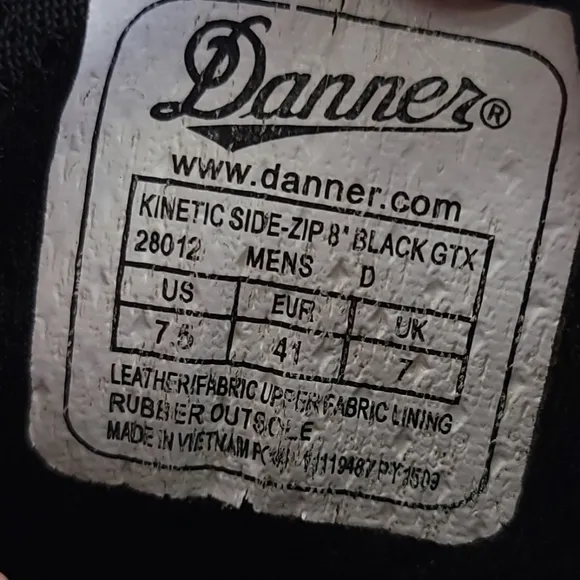 Danner®
www.danner.com
KINETIC SIDE-ZIP 8" BLACK GTX
28012 MENS D
US EUR UK
7.5 41 7
LEATHER/FABRIC UPPER FABRIC LINING
RUBBER OUTSOLE
MADE IN VIETNAM PY1509